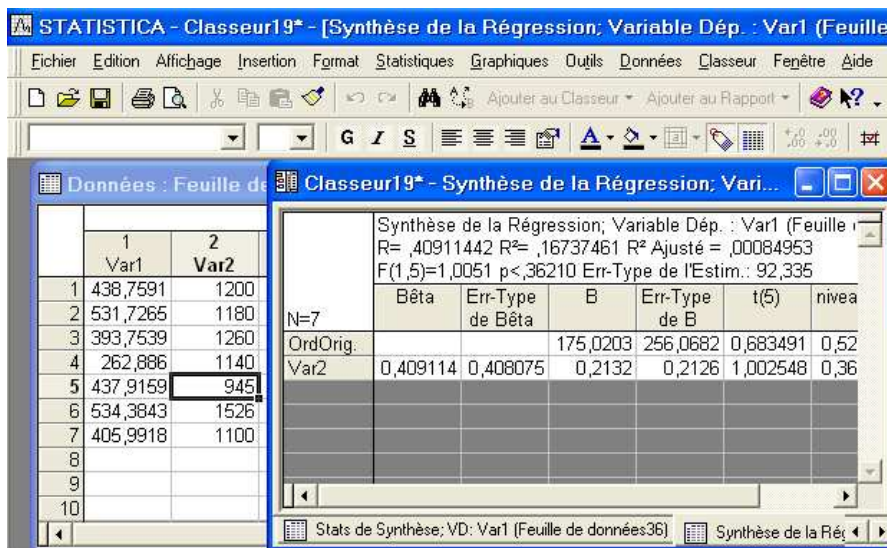 STATISTICA - Classeur19* - [Synthèse de la Régression; Variable Dép. : Var1 (Feuille
Fichier Edition Affichage Insertion Format Statistiques Graphiques Outils Données Classeur Fenêtre Aide
Ajouter au Classeur Ajouter au Rapport
G I S A
Données : Feuille de
1 2
Var1 Var2
1 438,7591 1200
2 531,7265 1180
3 393,7539 1260
4 262,886 1140
5 437,9159 945
6 534,3843 1526
7 405,9918 1100
8
9
10
Classeur19* - Synthèse de la Régression; Vari...
Synthèse de la Régression; Variable Dép. : Var1 (Feuille
R= ,40911442 R²= ,16737461 R² Ajusté = ,00084953
F(1,5)=1,0051 p<,36210 Err-Type de l'Estim.: 92,335
Bêta Err-Type B Err-Type t(5) nivea
N=7 de Bêta de B
OrdOrig. 175,0203 256,0682 0,683491 0,52
Var2 0,409114 0,408075 0,2132 0,2126 1,002548 0,36
Stats de Synthèse; VD: Var1 (Feuille de données36) Synthèse de la Rég